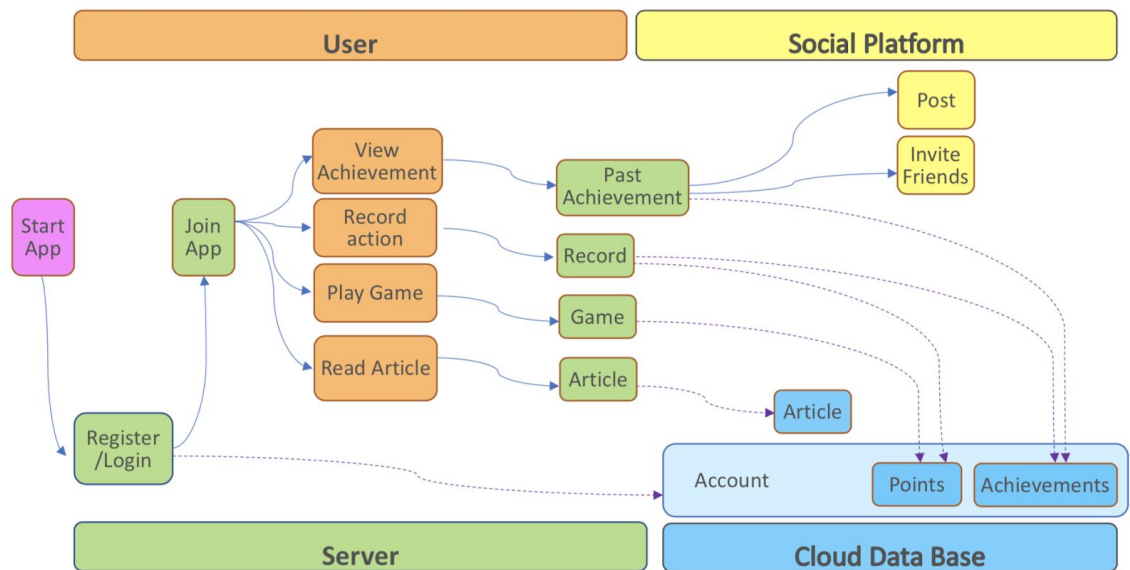 User
Social Platform
Post
View
Achievement
Invite
Friends
Past
Achievement
Start
App
Join
App
Record
action
Record
Play Game
Game
Read Article
Article
Article
Register
/Login
Account
Points
Achievements
Server
Cloud Data Base